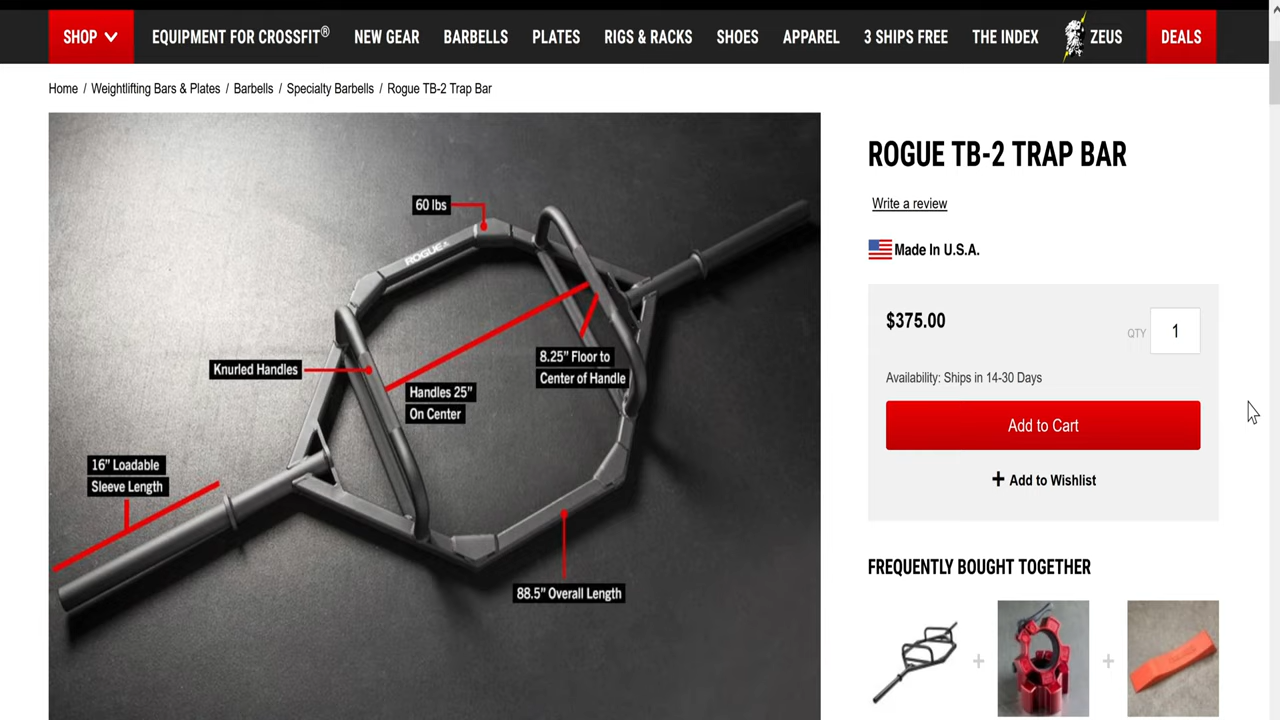 SHOP
EQUIPMENT FOR CROSSFIT®
NEW GEAR
BARBELLS
PLATES
RIGS & RACKS
SHOES
APPAREL
3 SHIPS FREE
THE INDEX
ZEUS
DEALS
Home / Weightlifting Bars & Plates / Barbells / Specialty Barbells / Rogue TB-2 Trap Bar
60 lbs
ROGUE
Knurled Handles
Handles 25"
On Center
8.25" Floor to
Center of Handle
16" Loadable
Sleeve Length
88.5" Overall Length
ROGUE TB-2 TRAP BAR
Write a review
Made In U.S.A.
$375.00
QTY
1
Availability: Ships in 14-30 Days
Add to Cart
+ Add to Wishlist
FREQUENTLY BOUGHT TOGETHER
+
+